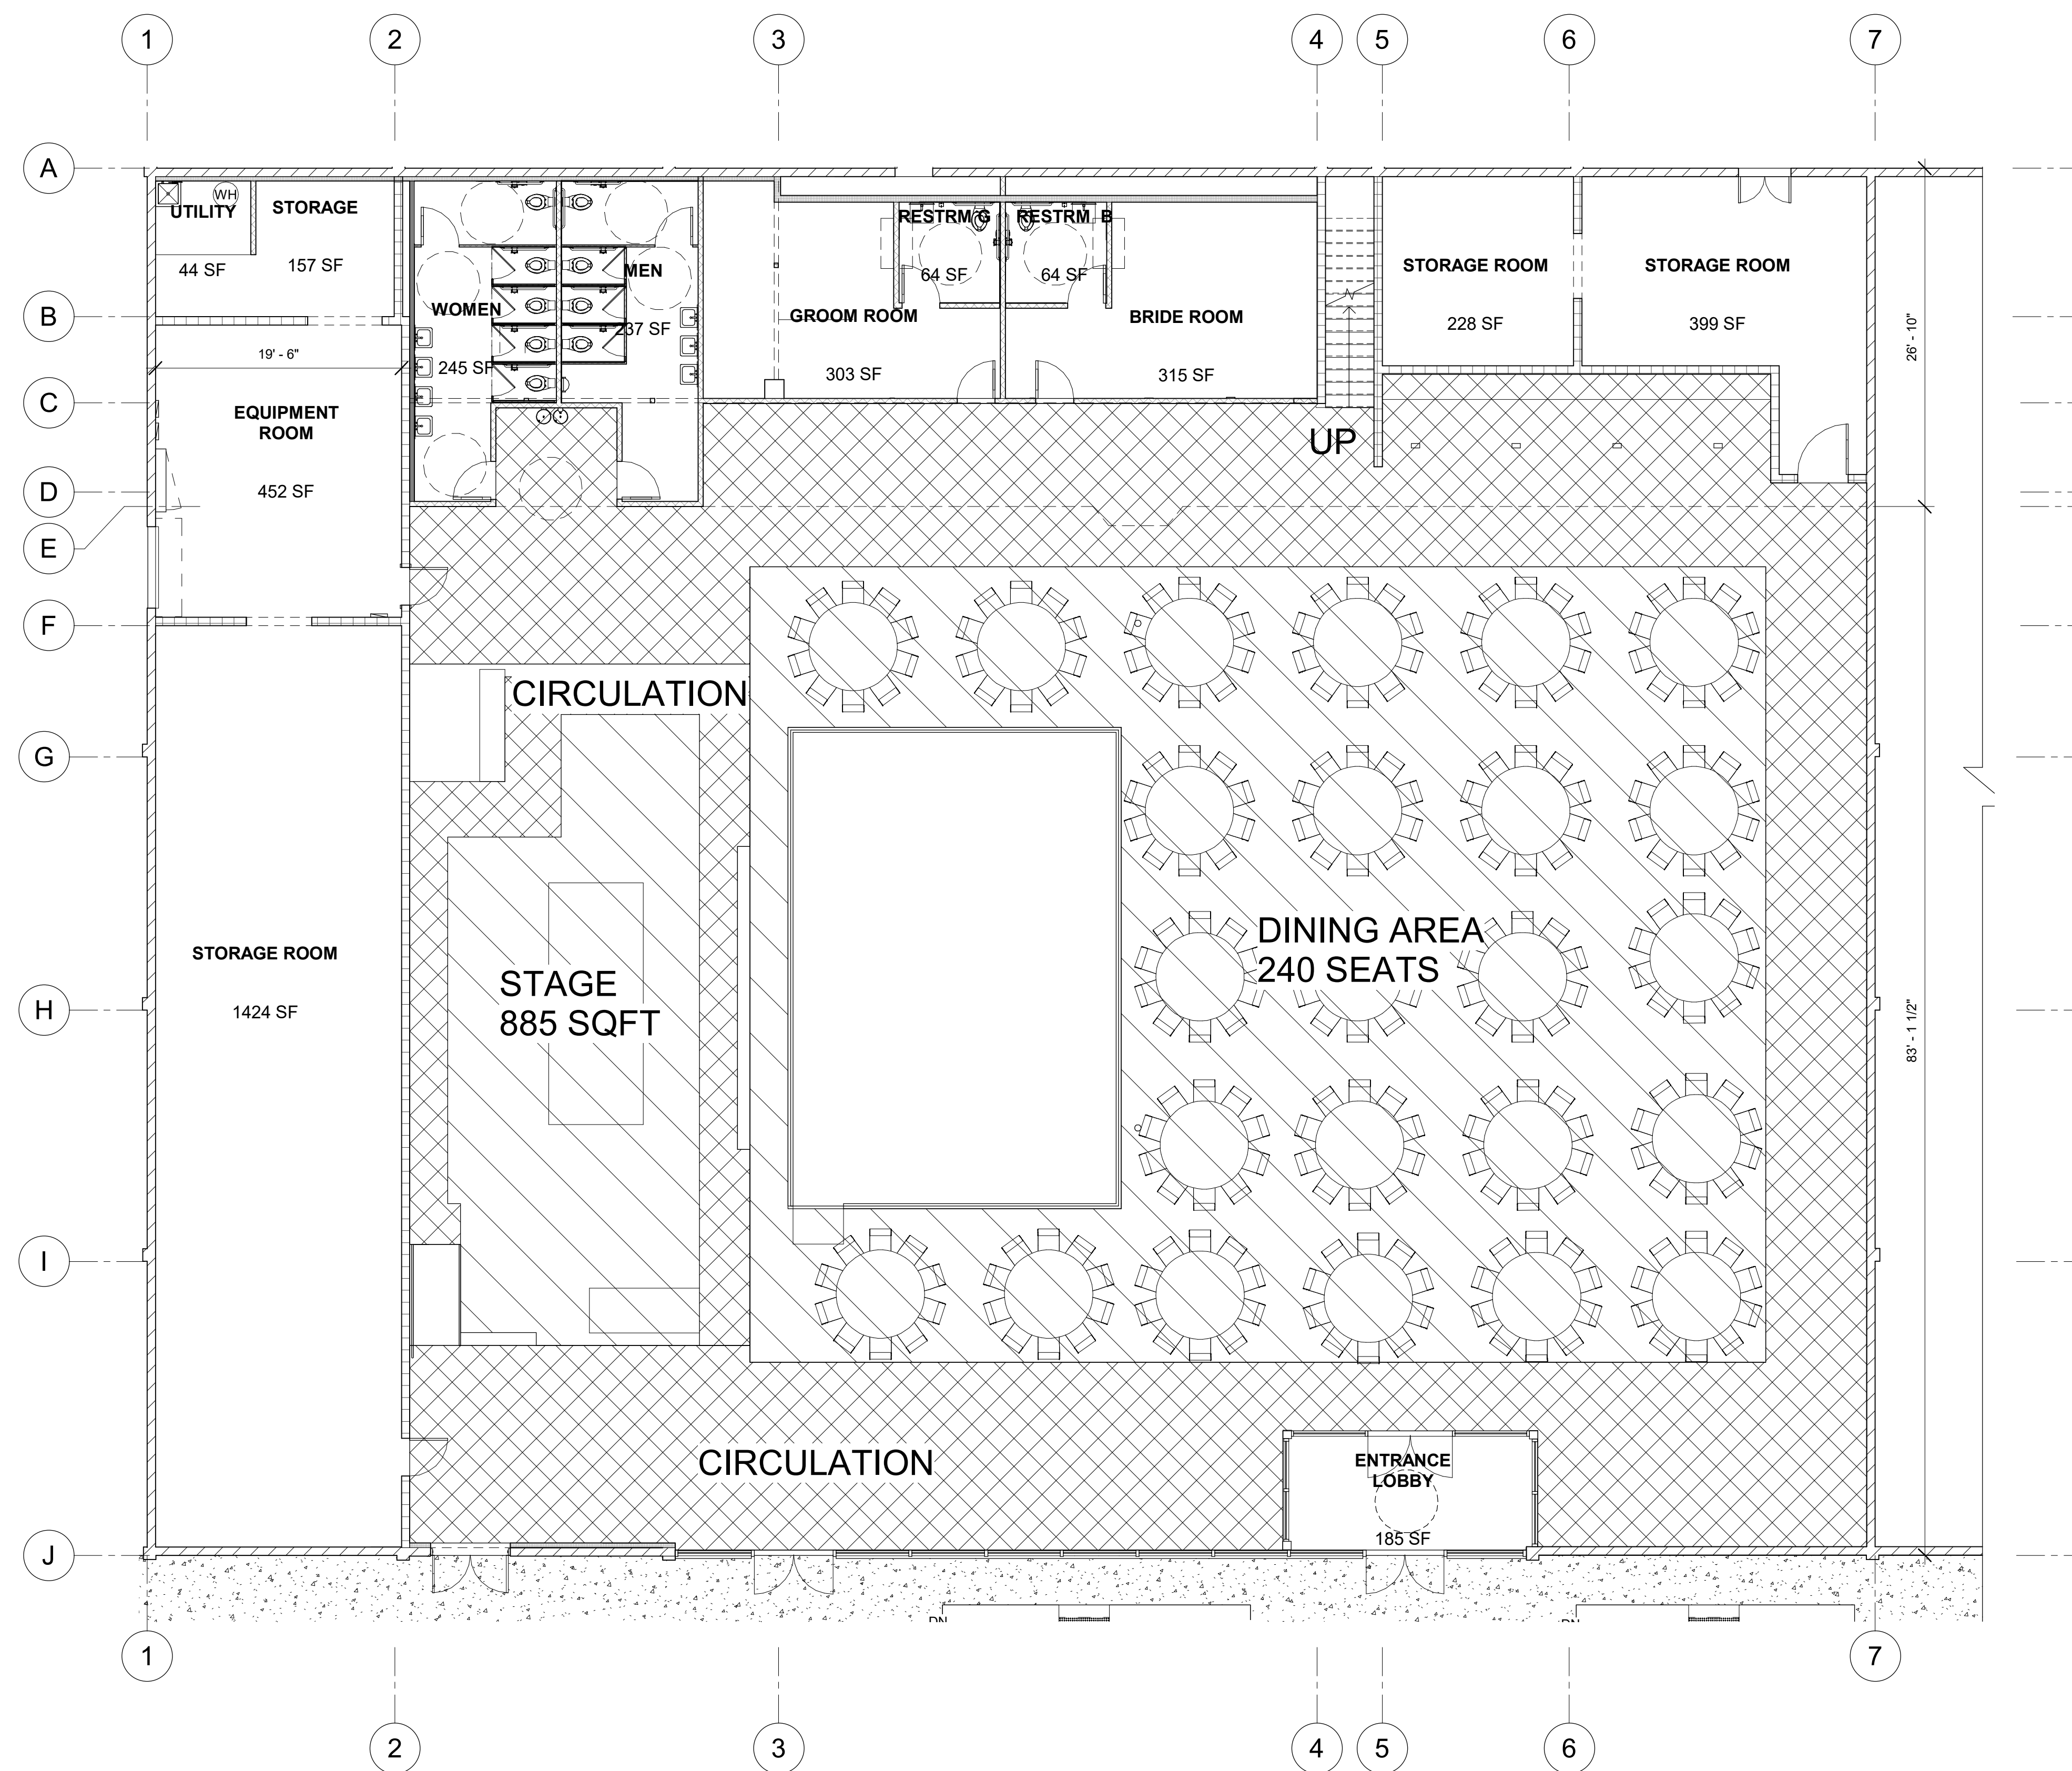 1
2
3
4
5
6
7
A
B
C
D
E
F
G
H
I
J
WH
UTILITY
44 SF
STORAGE
157 SF
19' - 6"
EQUIPMENT
ROOM
452 SF
WOMEN
245 SF
MEN
237 SF
GROOM ROOM
303 SF
RESTRM G
64 SF
RESTRM B
64 SF
BRIDE ROOM
315 SF
UP
STORAGE ROOM
228 SF
STORAGE ROOM
399 SF
26' - 10"
CIRCULATION
STORAGE ROOM
1424 SF
STAGE
885 SQFT
DINING AREA
240 SEATS
83' - 1 1/2"
CIRCULATION
ENTRANCE
LOBBY
185 SF
DN
DN
1
2
3
4
5
6
7